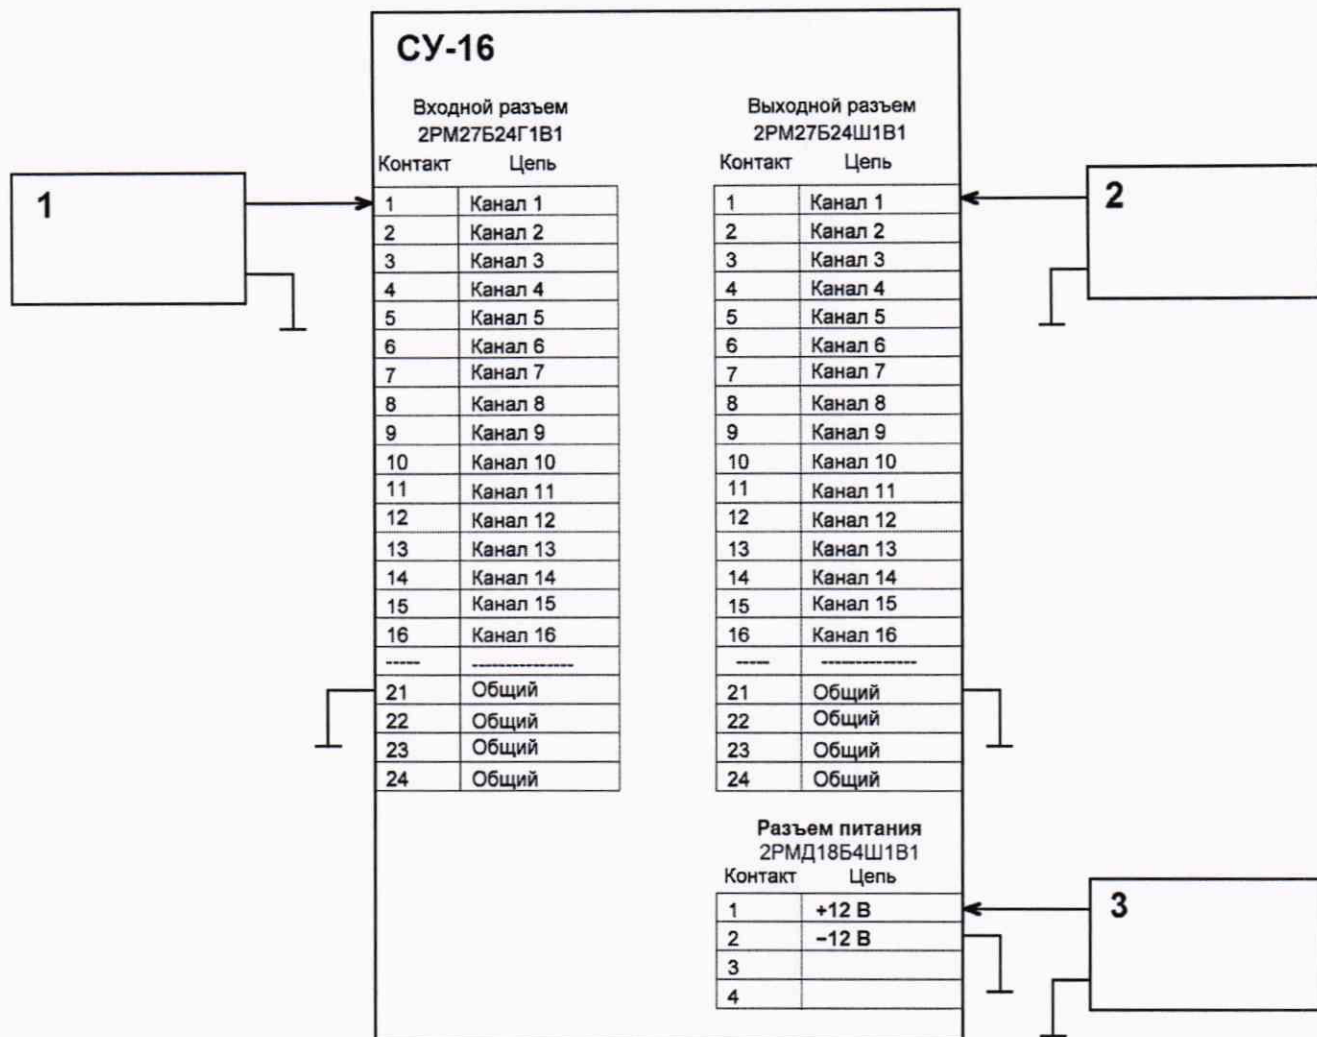 СУ-16
Входной разъем
2РМ27Б24Г1В1
Контакт Цепь
1 Канал 1
2 Канал 2
3 Канал 3
4 Канал 4
5 Канал 5
6 Канал 6
7 Канал 7
8 Канал 8
9 Канал 9
10 Канал 10
11 Канал 11
12 Канал 12
13 Канал 13
14 Канал 14
15 Канал 15
16 Канал 16
----- ---------------
21 Общий
22 Общий
23 Общий
24 Общий
Выходной разъем
2РМ27Б24Ш1В1
Контакт Цепь
1 Канал 1
2 Канал 2
3 Канал 3
4 Канал 4
5 Канал 5
6 Канал 6
7 Канал 7
8 Канал 8
9 Канал 9
10 Канал 10
11 Канал 11
12 Канал 12
13 Канал 13
14 Канал 14
15 Канал 15
16 Канал 16
----- --------------
21 Общий
22 Общий
23 Общий
24 Общий
Разъем питания
2РМД18Б4Ш1В1
Контакт Цепь
1 +12 В
2 –12 В
3
4
1
2
3